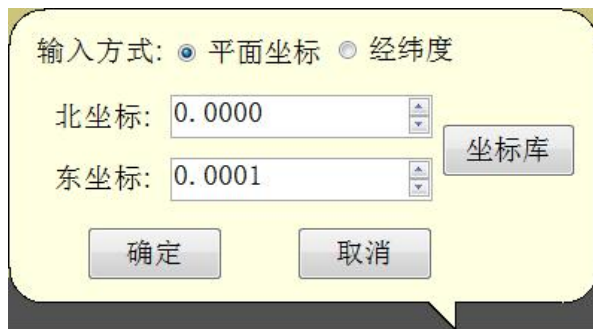 输入方式: 平面坐标 经纬度
北坐标: 0.0000
坐标库
东坐标: 0.0001
确定 取消